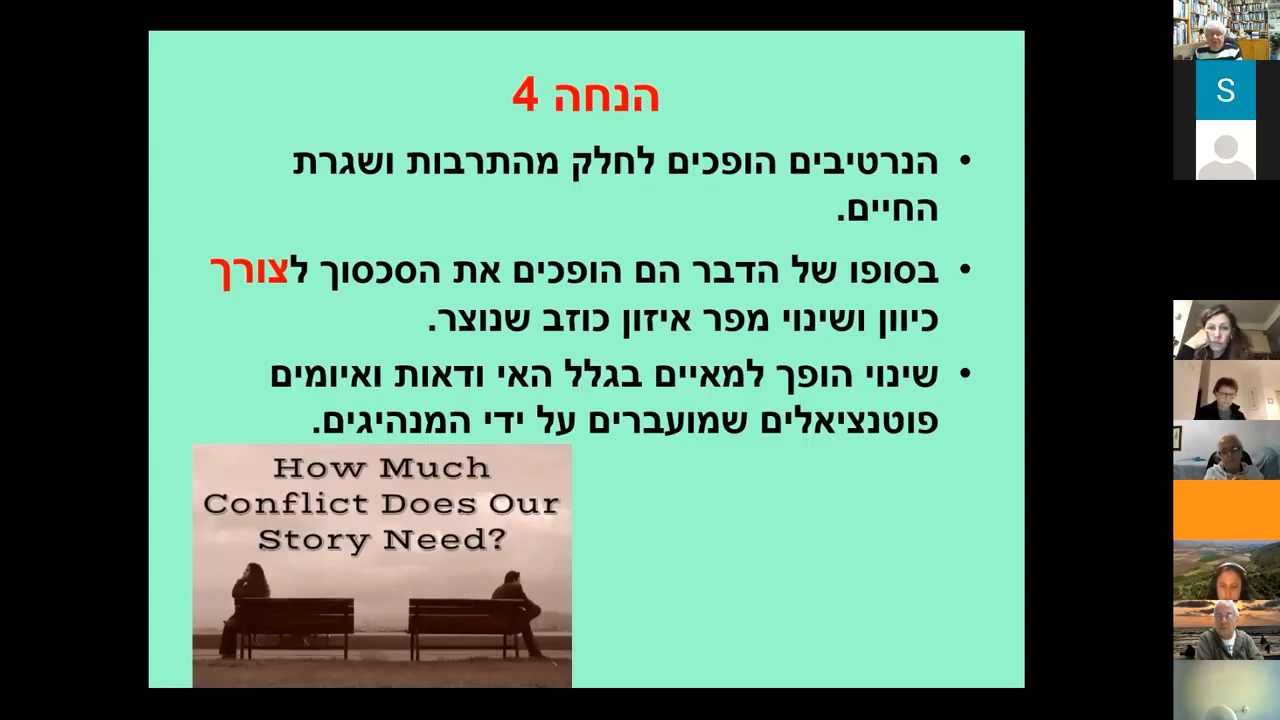 הנחה 4
• הנרטיבים הופכים לחלק מהתרבות ושגרת
החיים.
• בסופו של הדבר הם הופכים את הסכסוך לצורך
כיוון ושינוי מפר איזון כוזב שנוצר.
• שינוי הופך למאיים בגלל האי ודאות ואיומים
פוטנציאלים שמועברים על ידי המנהיגים.
How Much
Conflict Does Our
Story Need?
S